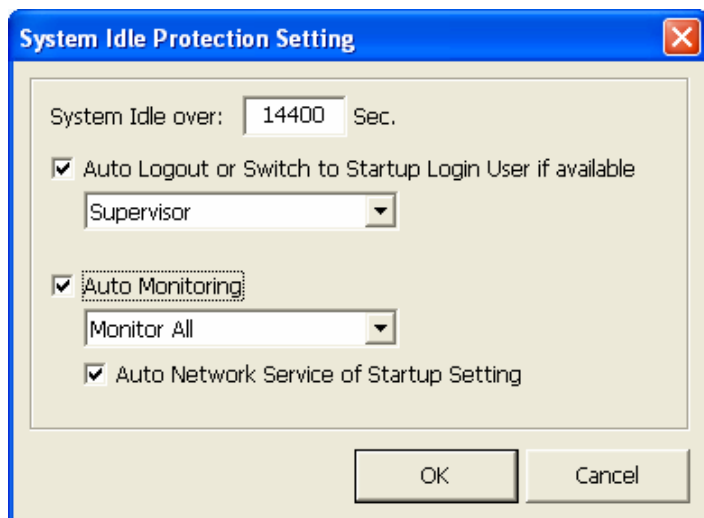 System Idle Protection Setting
System Idle over: 14400 Sec.
Auto Logout or Switch to Startup Login User if available
Supervisor
Auto Monitoring
Monitor All
Auto Network Service of Startup Setting
OK Cancel